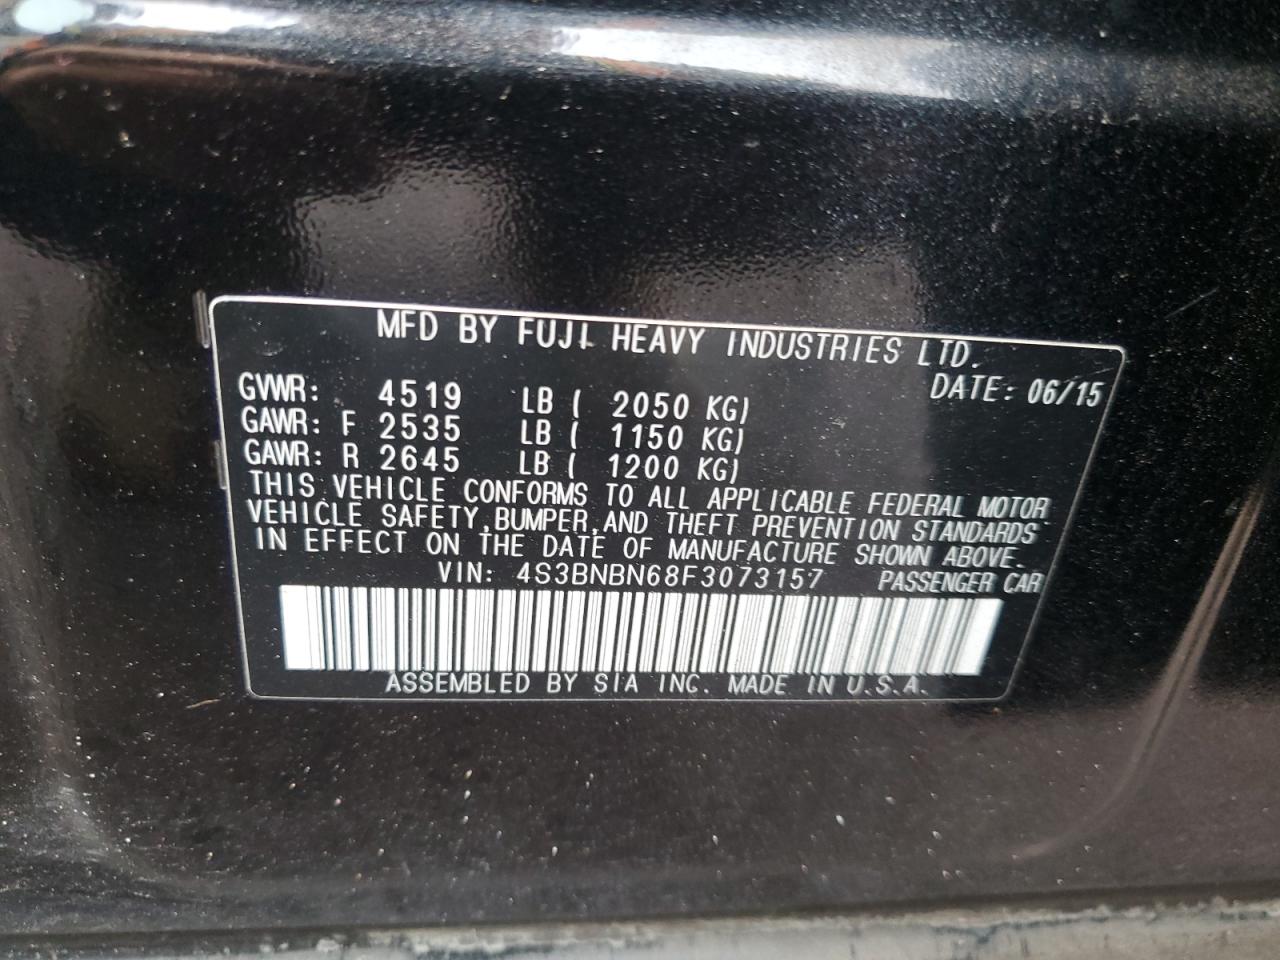 MFD BY FUJI HEAVY INDUSTRIES LTD.
DATE: 06/15
GVWR: 4519 LB ( 2050 KG)
GAWR: F 2535 LB ( 1150 KG)
GAWR: R 2645 LB ( 1200 KG)
THIS VEHICLE CONFORMS TO ALL APPLICABLE FEDERAL MOTOR
VEHICLE SAFETY, BUMPER, AND THEFT PREVENTION STANDARDS
IN EFFECT ON THE DATE OF MANUFACTURE SHOWN ABOVE.
VIN: 4S3BNBN68F3073157 PASSENGER CAR
ASSEMBLED BY SIA INC. MADE IN U.S.A.